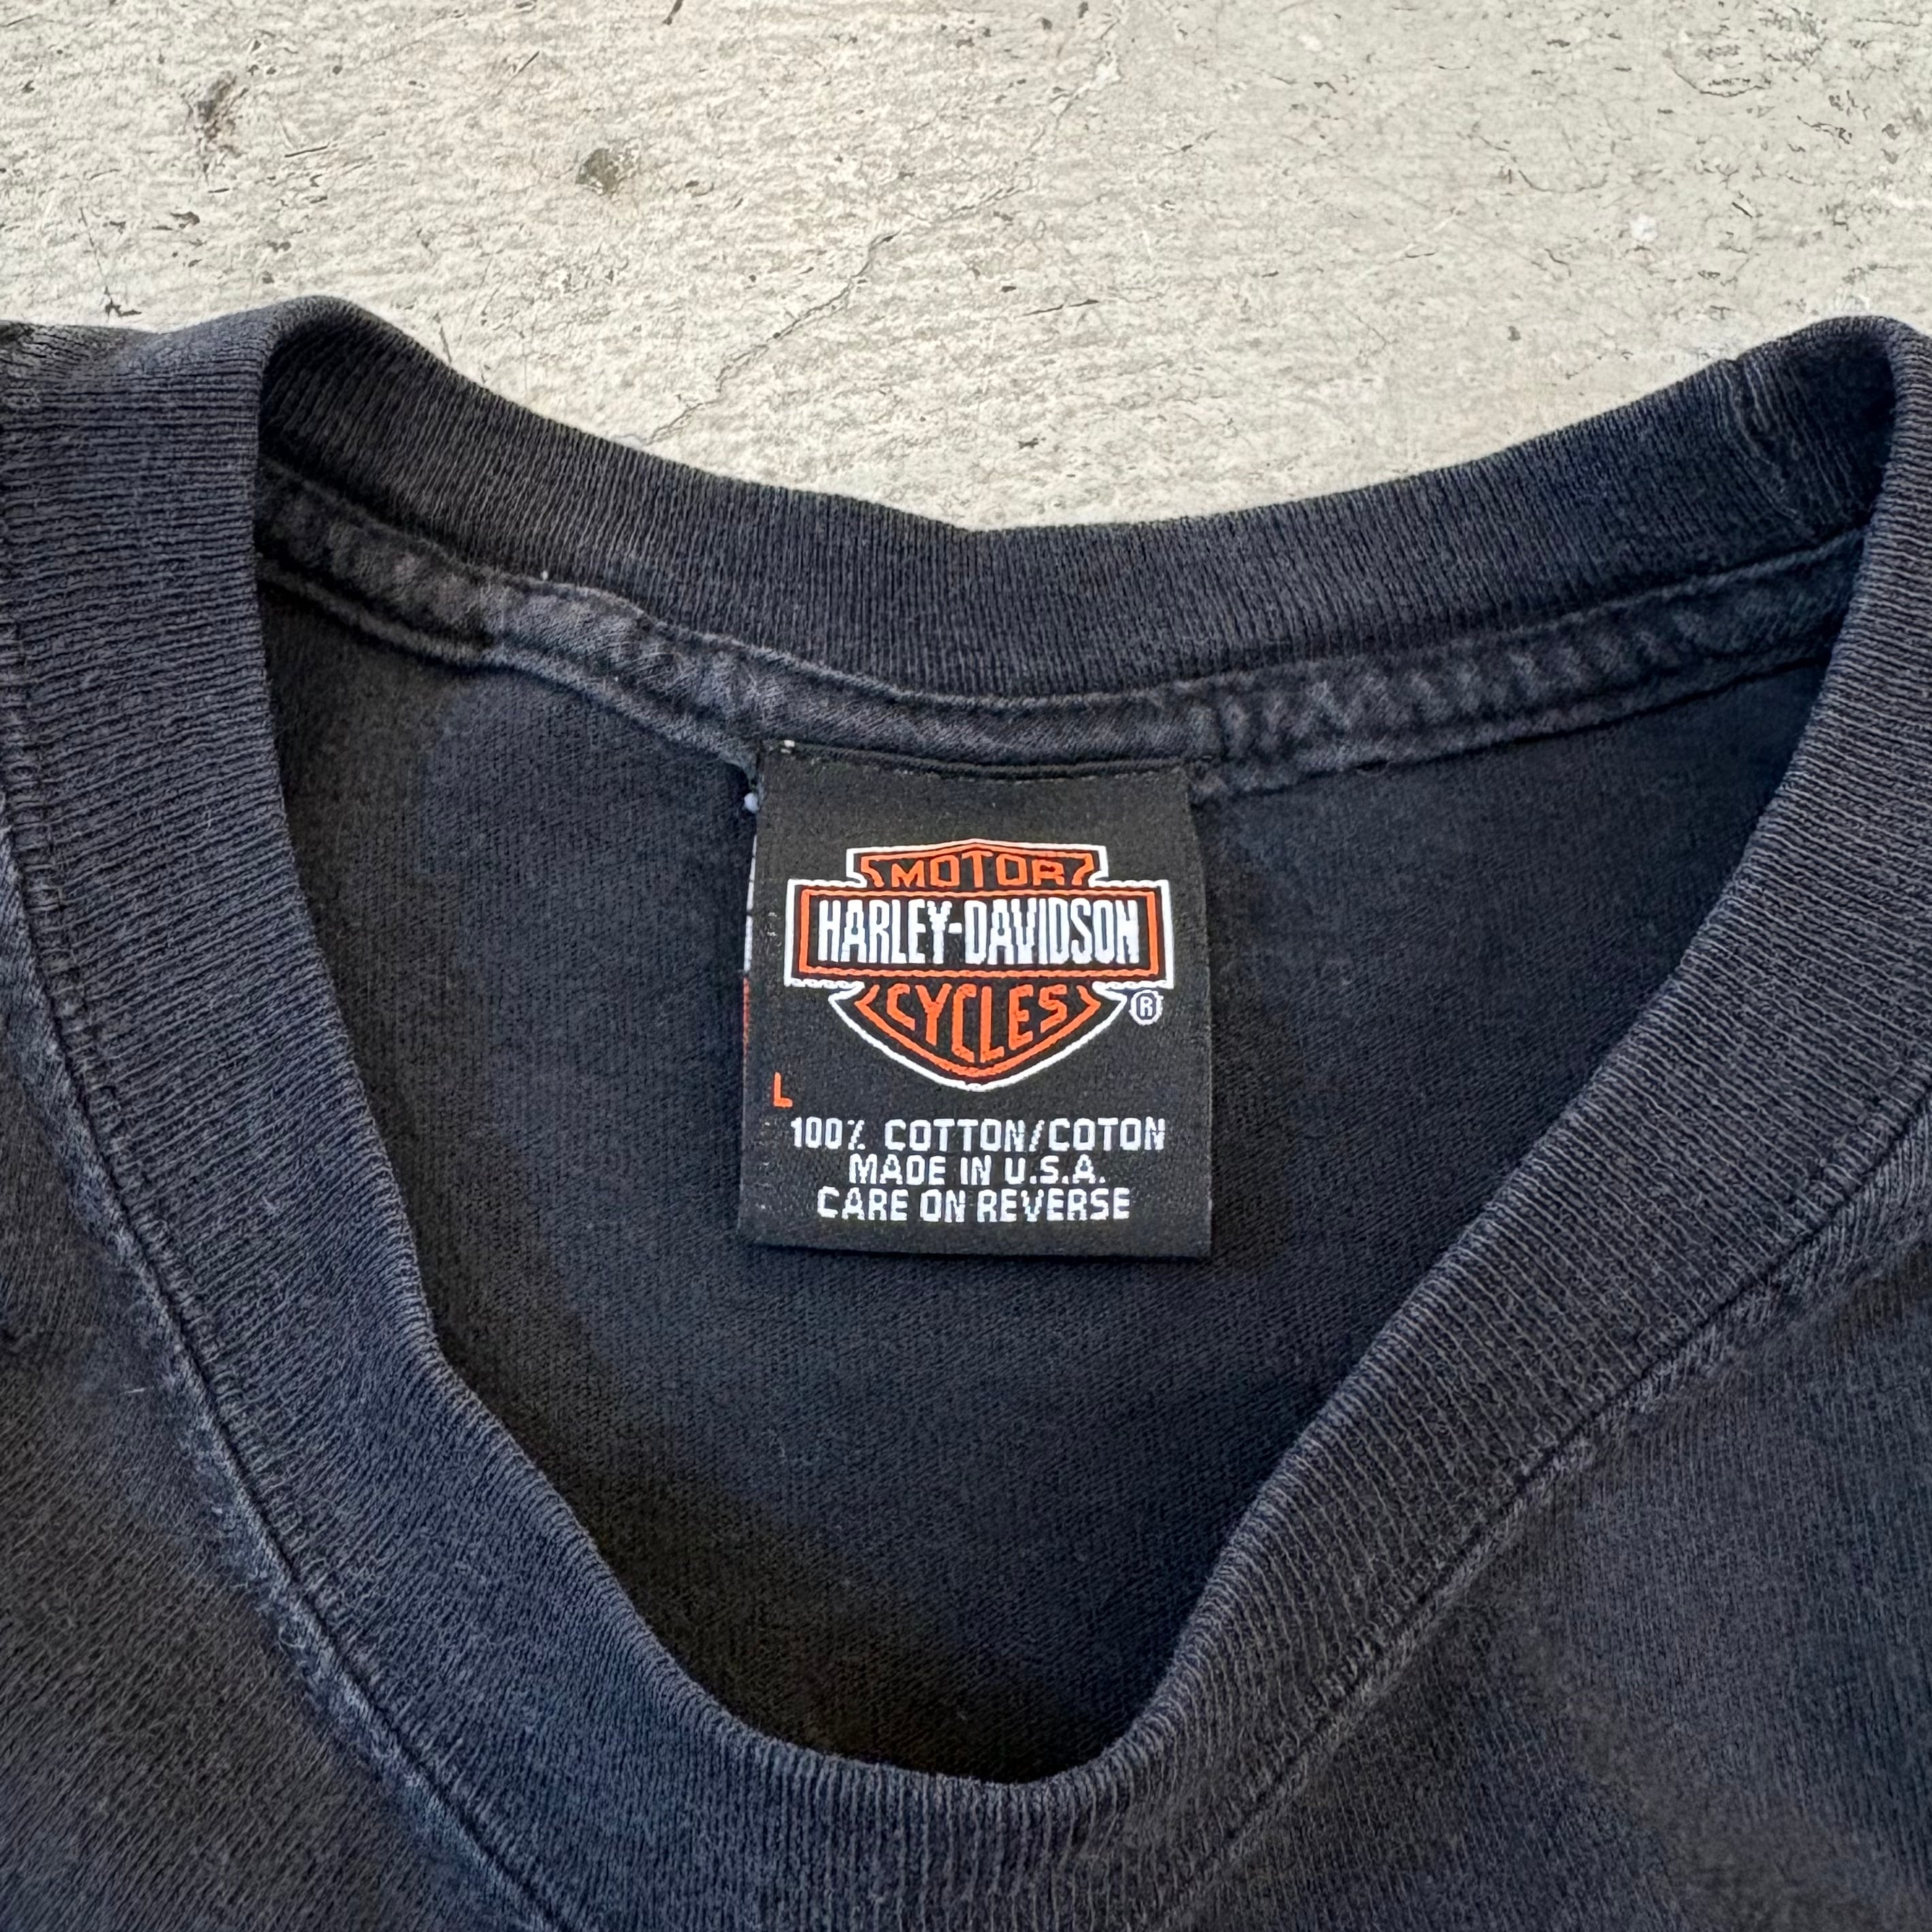 MOTOR
HARLEY-DAVIDSON
CYCLES ®
L
100% COTTON/COTON
MADE IN U.S.A.
CARE ON REVERSE